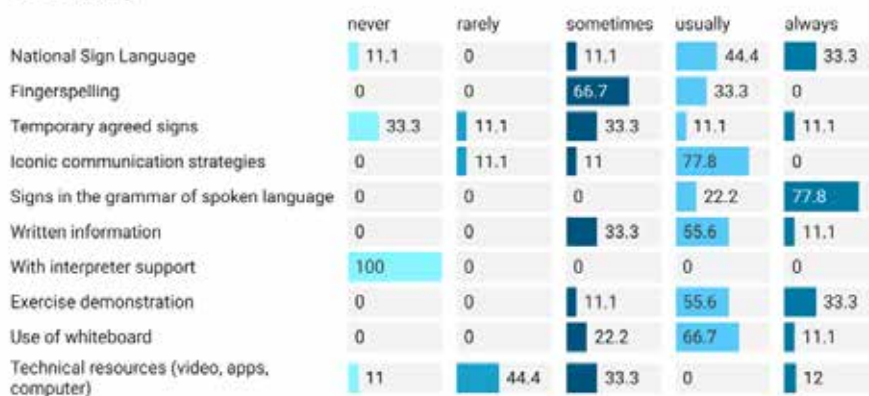 never rarely sometimes usually always
National Sign Language 11.1 0 11.1 44.4 33.3
Fingerspelling 0 0 66.7 33.3 0
Temporary agreed signs 33.3 11.1 33.3 11.1 11.1
Iconic communication strategies 0 11.1 11 77.8 0
Signs in the grammar of spoken language 0 0 0 22.2 77.8
Written information 0 0 33.3 55.6 11.1
With interpreter support 100 0 0 0 0
Exercise demonstration 0 0 11.1 55.6 33.3
Use of whiteboard 0 0 22.2 66.7 11.1
Technical resources (video, apps,
computer) 11 44.4 33.3 0 12